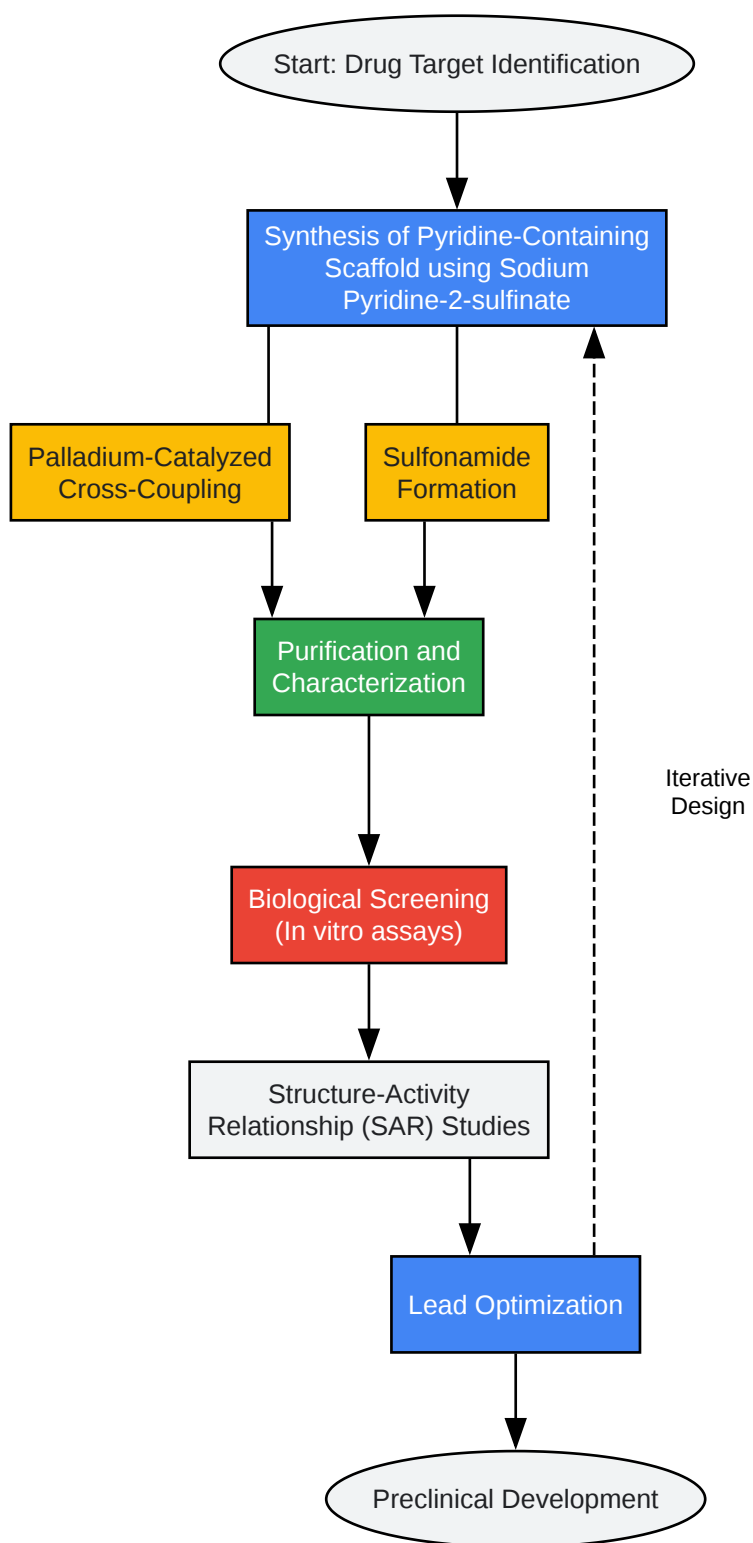 Start: Drug Target Identification
Synthesis of Pyridine-Containing
Scaffold using Sodium
Pyridine-2-sulfinate
Palladium-Catalyzed
Cross-Coupling
Sulfonamide
Formation
Purification and
Characterization
Iterative
Design
Biological Screening
(In vitro assays)
Structure-Activity
Relationship (SAR) Studies
Lead Optimization
Preclinical Development